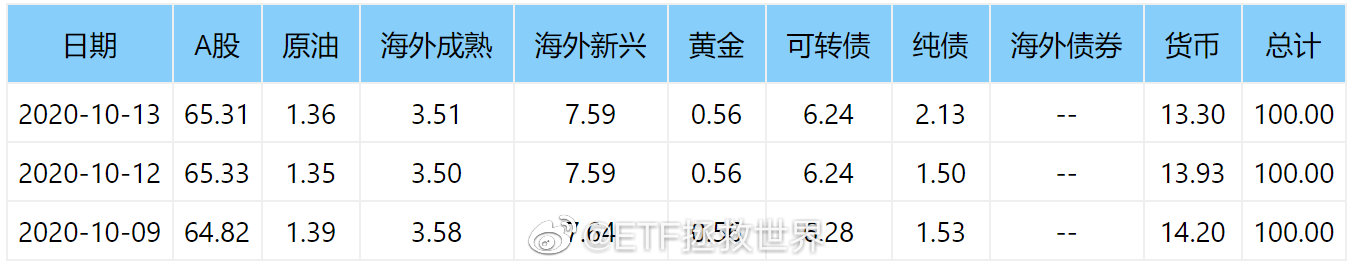 日期 A股 原油 海外成熟 海外新兴 黄金 可转债 纯债 海外债券 货币 总计
2020-10-13 65.31 1.36 3.51 7.59 0.56 6.24 2.13 -- 13.30 100.00
2020-10-12 65.33 1.35 3.50 7.59 0.56 6.24 1.50 -- 13.93 100.00
2020-10-09 64.82 1.39 3.58 7.64 0.56 6.28 1.53 -- 14.20 100.00
@ETF拯救世界